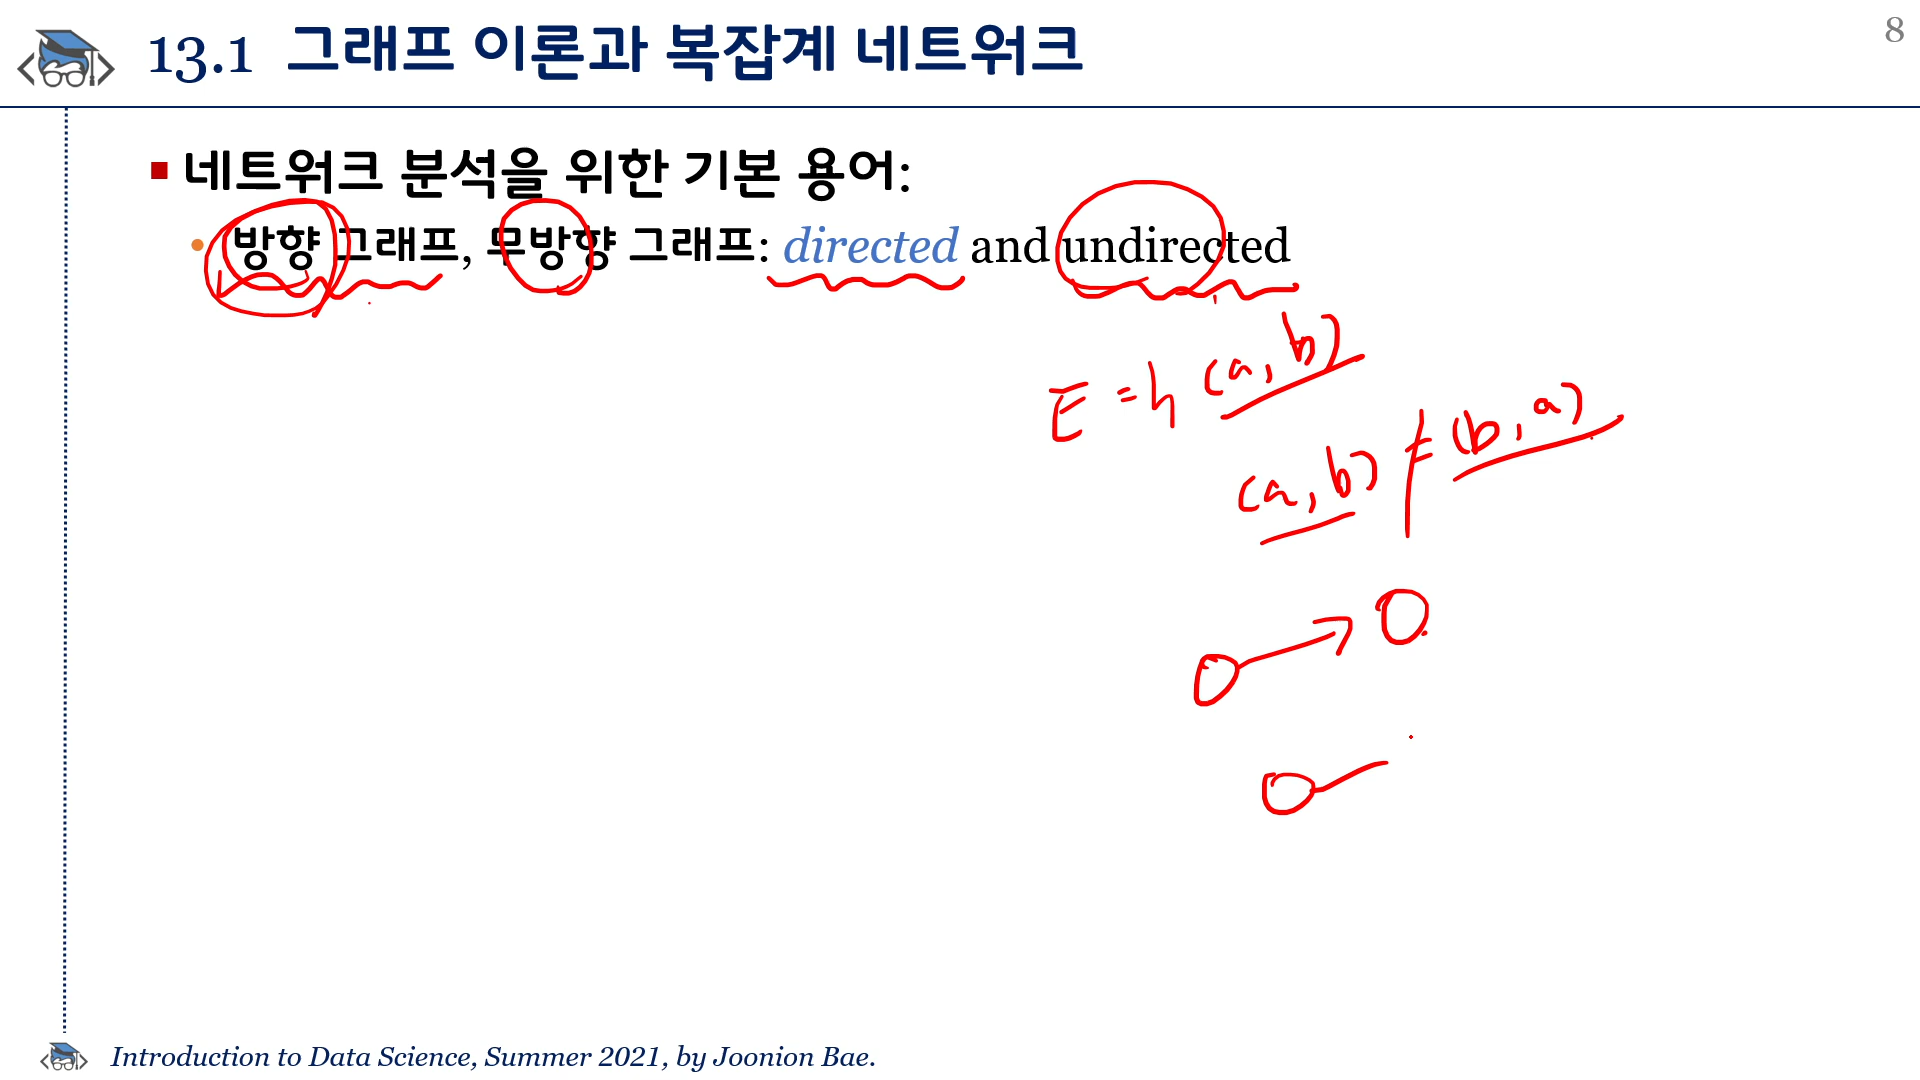 13.1 그래프 이론과 복잡계 네트워크
8
네트워크 분석을 위한 기본 용어:
방향 그래프, 무방향 그래프: directed and undirected
E = h (a, b)
(a, b) ≠ (b, a)
Introduction to Data Science, Summer 2021, by Joonion Bae.